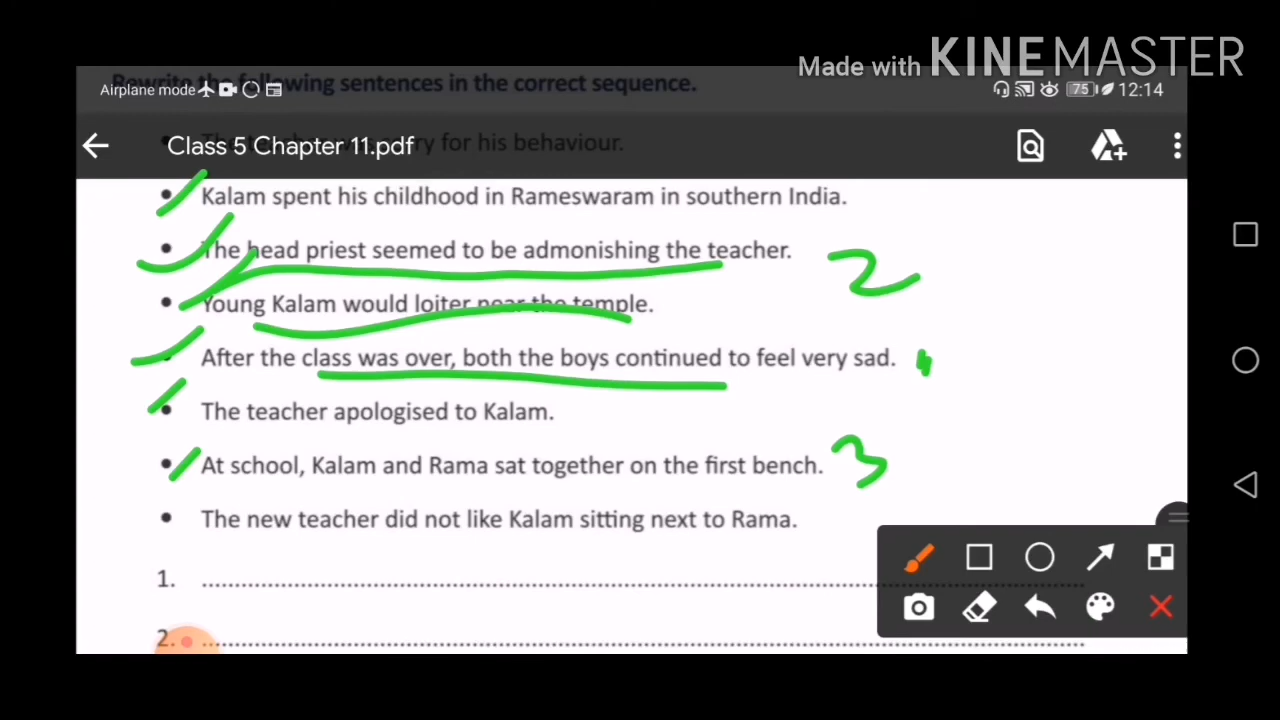 Made with KINEMASTER
Rewrite the following sentences in the correct sequence.
Airplane mode 75 12:14
Class 5 Chapter 11.pdf
for his behaviour.
Kalam spent his childhood in Rameswaram in southern India.
The head priest seemed to be admonishing the teacher. 2
Young Kalam would loiter near the temple.
After the class was over, both the boys continued to feel very sad.
The teacher apologised to Kalam.
At school, Kalam and Rama sat together on the first bench. 3
The new teacher did not like Kalam sitting next to Rama.
1.
2.